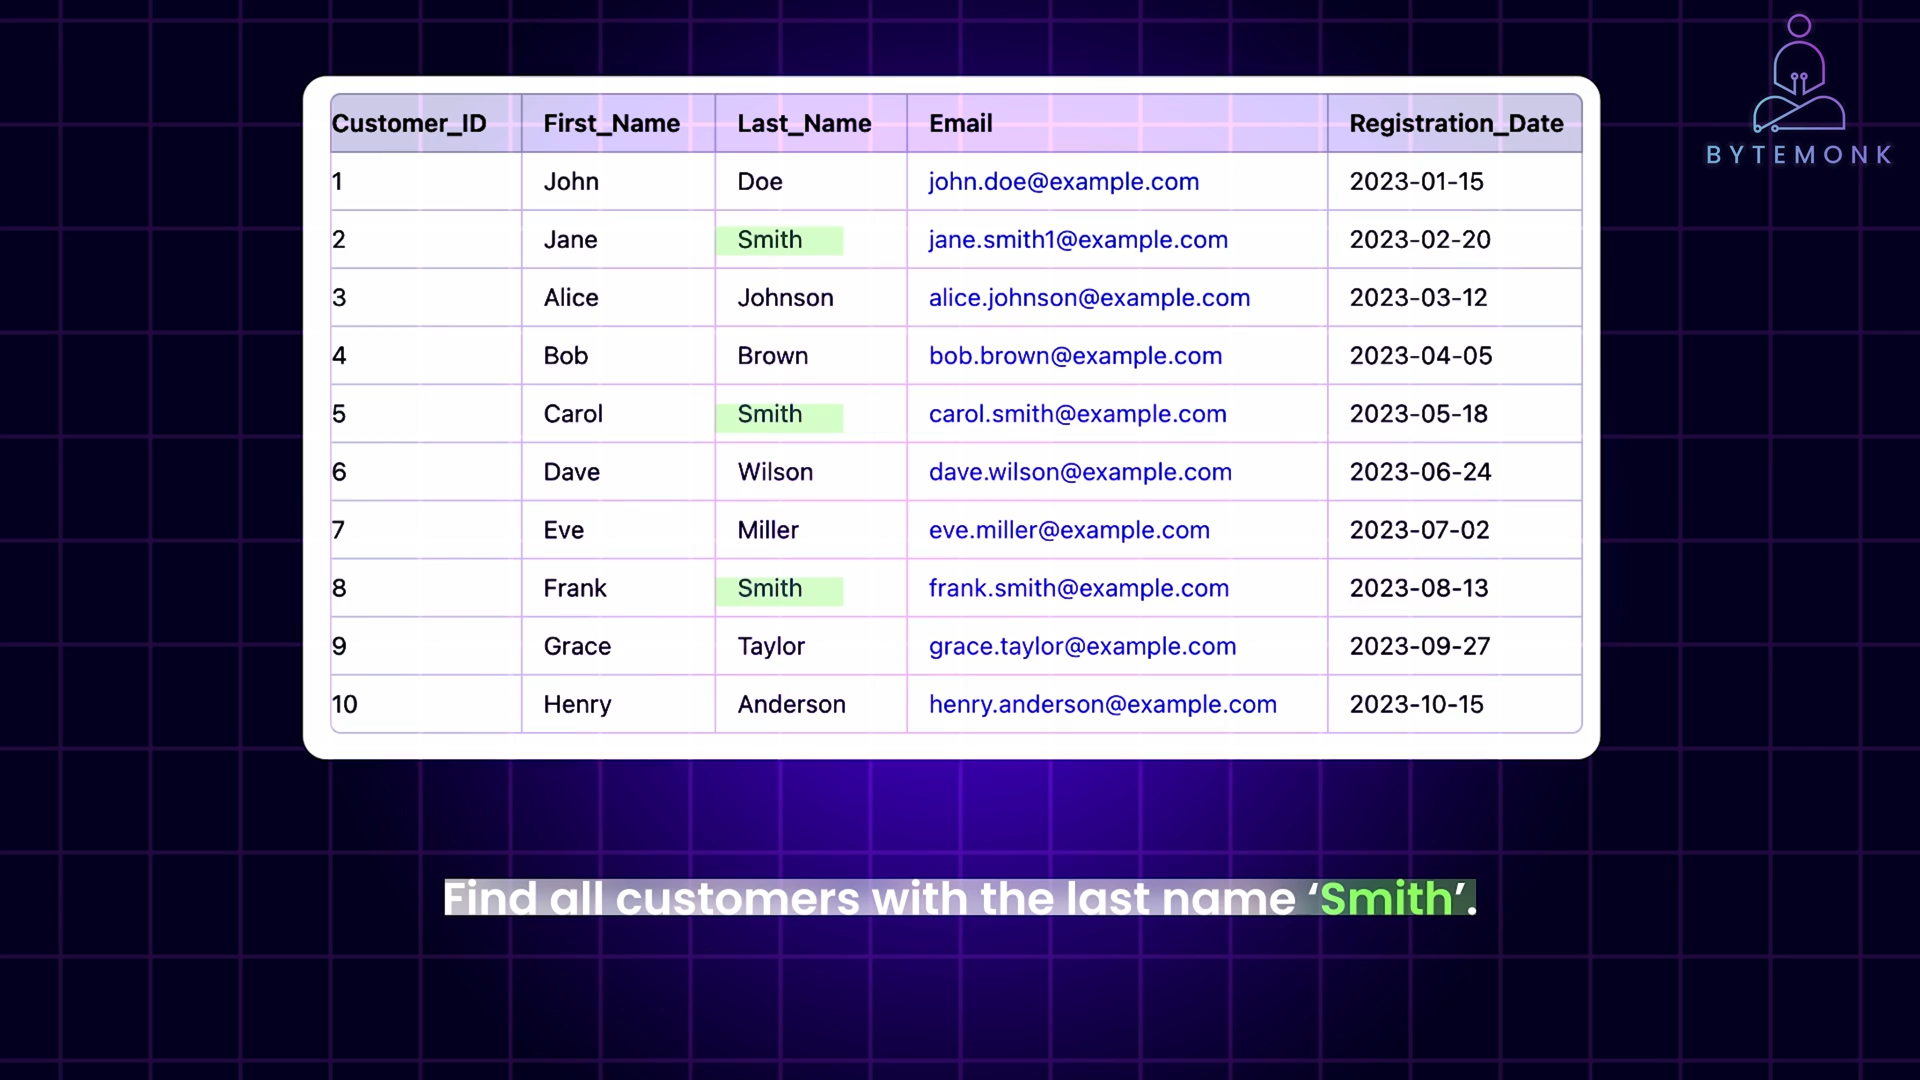 Customer_ID First_Name Last_Name Email Registration_Date
1 John Doe john.doe@example.com 2023-01-15
2 Jane Smith jane.smith1@example.com 2023-02-20
3 Alice Johnson alice.johnson@example.com 2023-03-12
4 Bob Brown bob.brown@example.com 2023-04-05
5 Carol Smith carol.smith@example.com 2023-05-18
6 Dave Wilson dave.wilson@example.com 2023-06-24
7 Eve Miller eve.miller@example.com 2023-07-02
8 Frank Smith frank.smith@example.com 2023-08-13
9 Grace Taylor grace.taylor@example.com 2023-09-27
10 Henry Anderson henry.anderson@example.com 2023-10-15
BYTEMONK
Find all customers with the last name ‘Smith’.